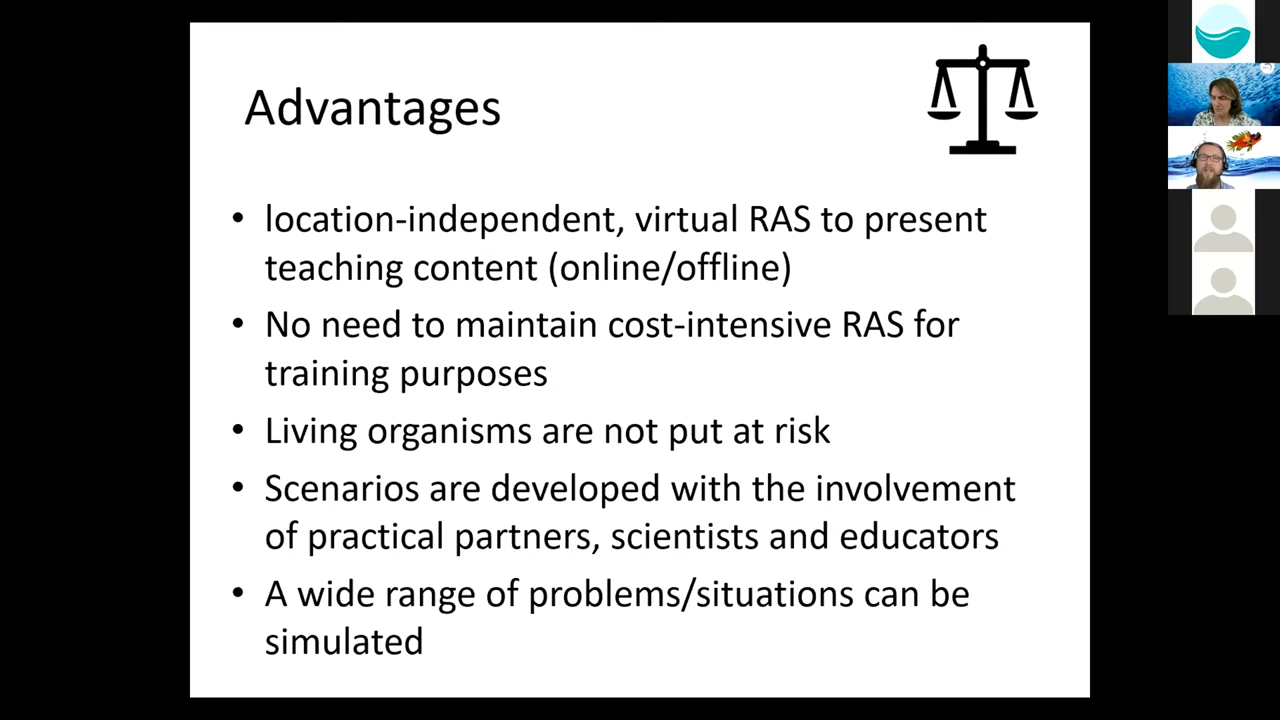 Advantages
• location-independent, virtual RAS to present
teaching content (online/offline)
• No need to maintain cost-intensive RAS for
training purposes
• Living organisms are not put at risk
• Scenarios are developed with the involvement
of practical partners, scientists and educators
• A wide range of problems/situations can be
simulated